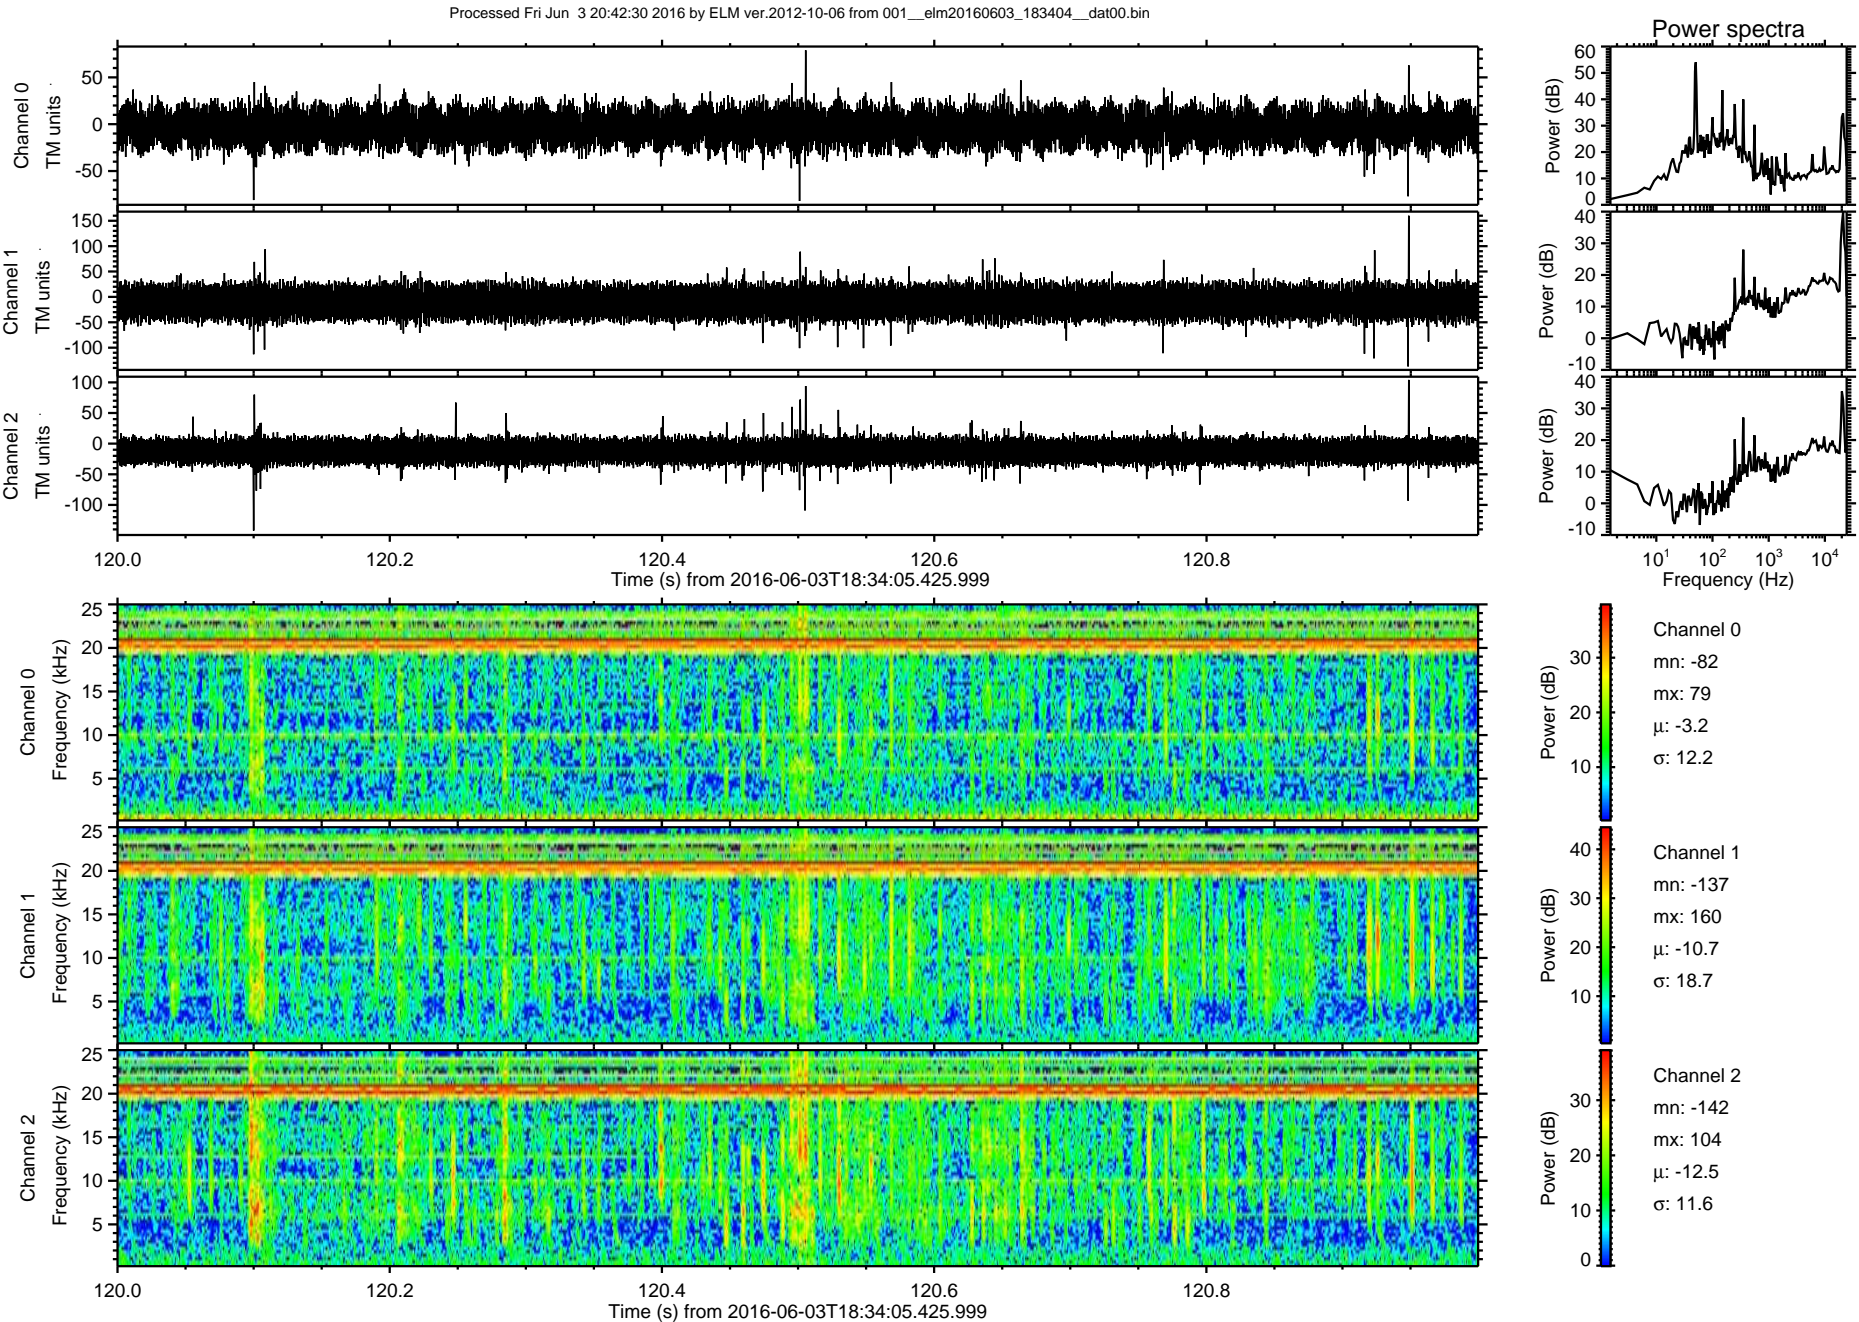 Processed Fri Jun  3 20:42:30 2016 by ELM ver.2012-10-06 from 001__elm20160603_183404__dat00.bin
Power spectra
Channel 0
TM units
50
0
-50
Power (dB)
60
50
40
30
20
10
0
Channel 1
TM units
150
100
50
0
-50
-100
Power (dB)
40
30
20
10
0
-10
Channel 2
TM units
100
50
0
-50
-100
Power (dB)
40
30
20
10
0
-10
120.0 120.2 120.4 120.6 120.8
Time (s) from 2016-06-03T18:34:05.425.999
10¹ 10² 10³ 10⁴
Frequency (Hz)
Channel 0
Frequency (kHz)
25
20
15
10
5
Power (dB)
30
20
10
Channel 0
mn: -82
mx: 79
μ: -3.2
σ: 12.2
Channel 1
Frequency (kHz)
25
20
15
10
5
Power (dB)
40
30
20
10
Channel 1
mn: -137
mx: 160
μ: -10.7
σ: 18.7
Channel 2
Frequency (kHz)
25
20
15
10
5
Power (dB)
30
20
10
0
Channel 2
mn: -142
mx: 104
μ: -12.5
σ: 11.6
120.0 120.2 120.4 120.6 120.8
Time (s) from 2016-06-03T18:34:05.425.999